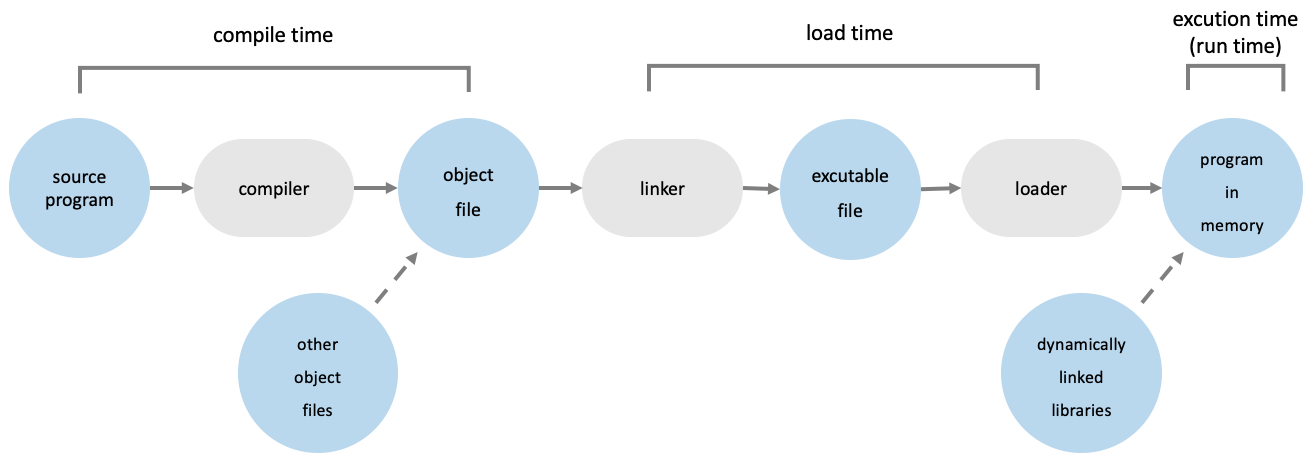 compile time
load time
excution time
(run time)
source
program
compiler
object
file
linker
excutable
file
loader
program
in
memory
other
object
files
dynamically
linked
libraries